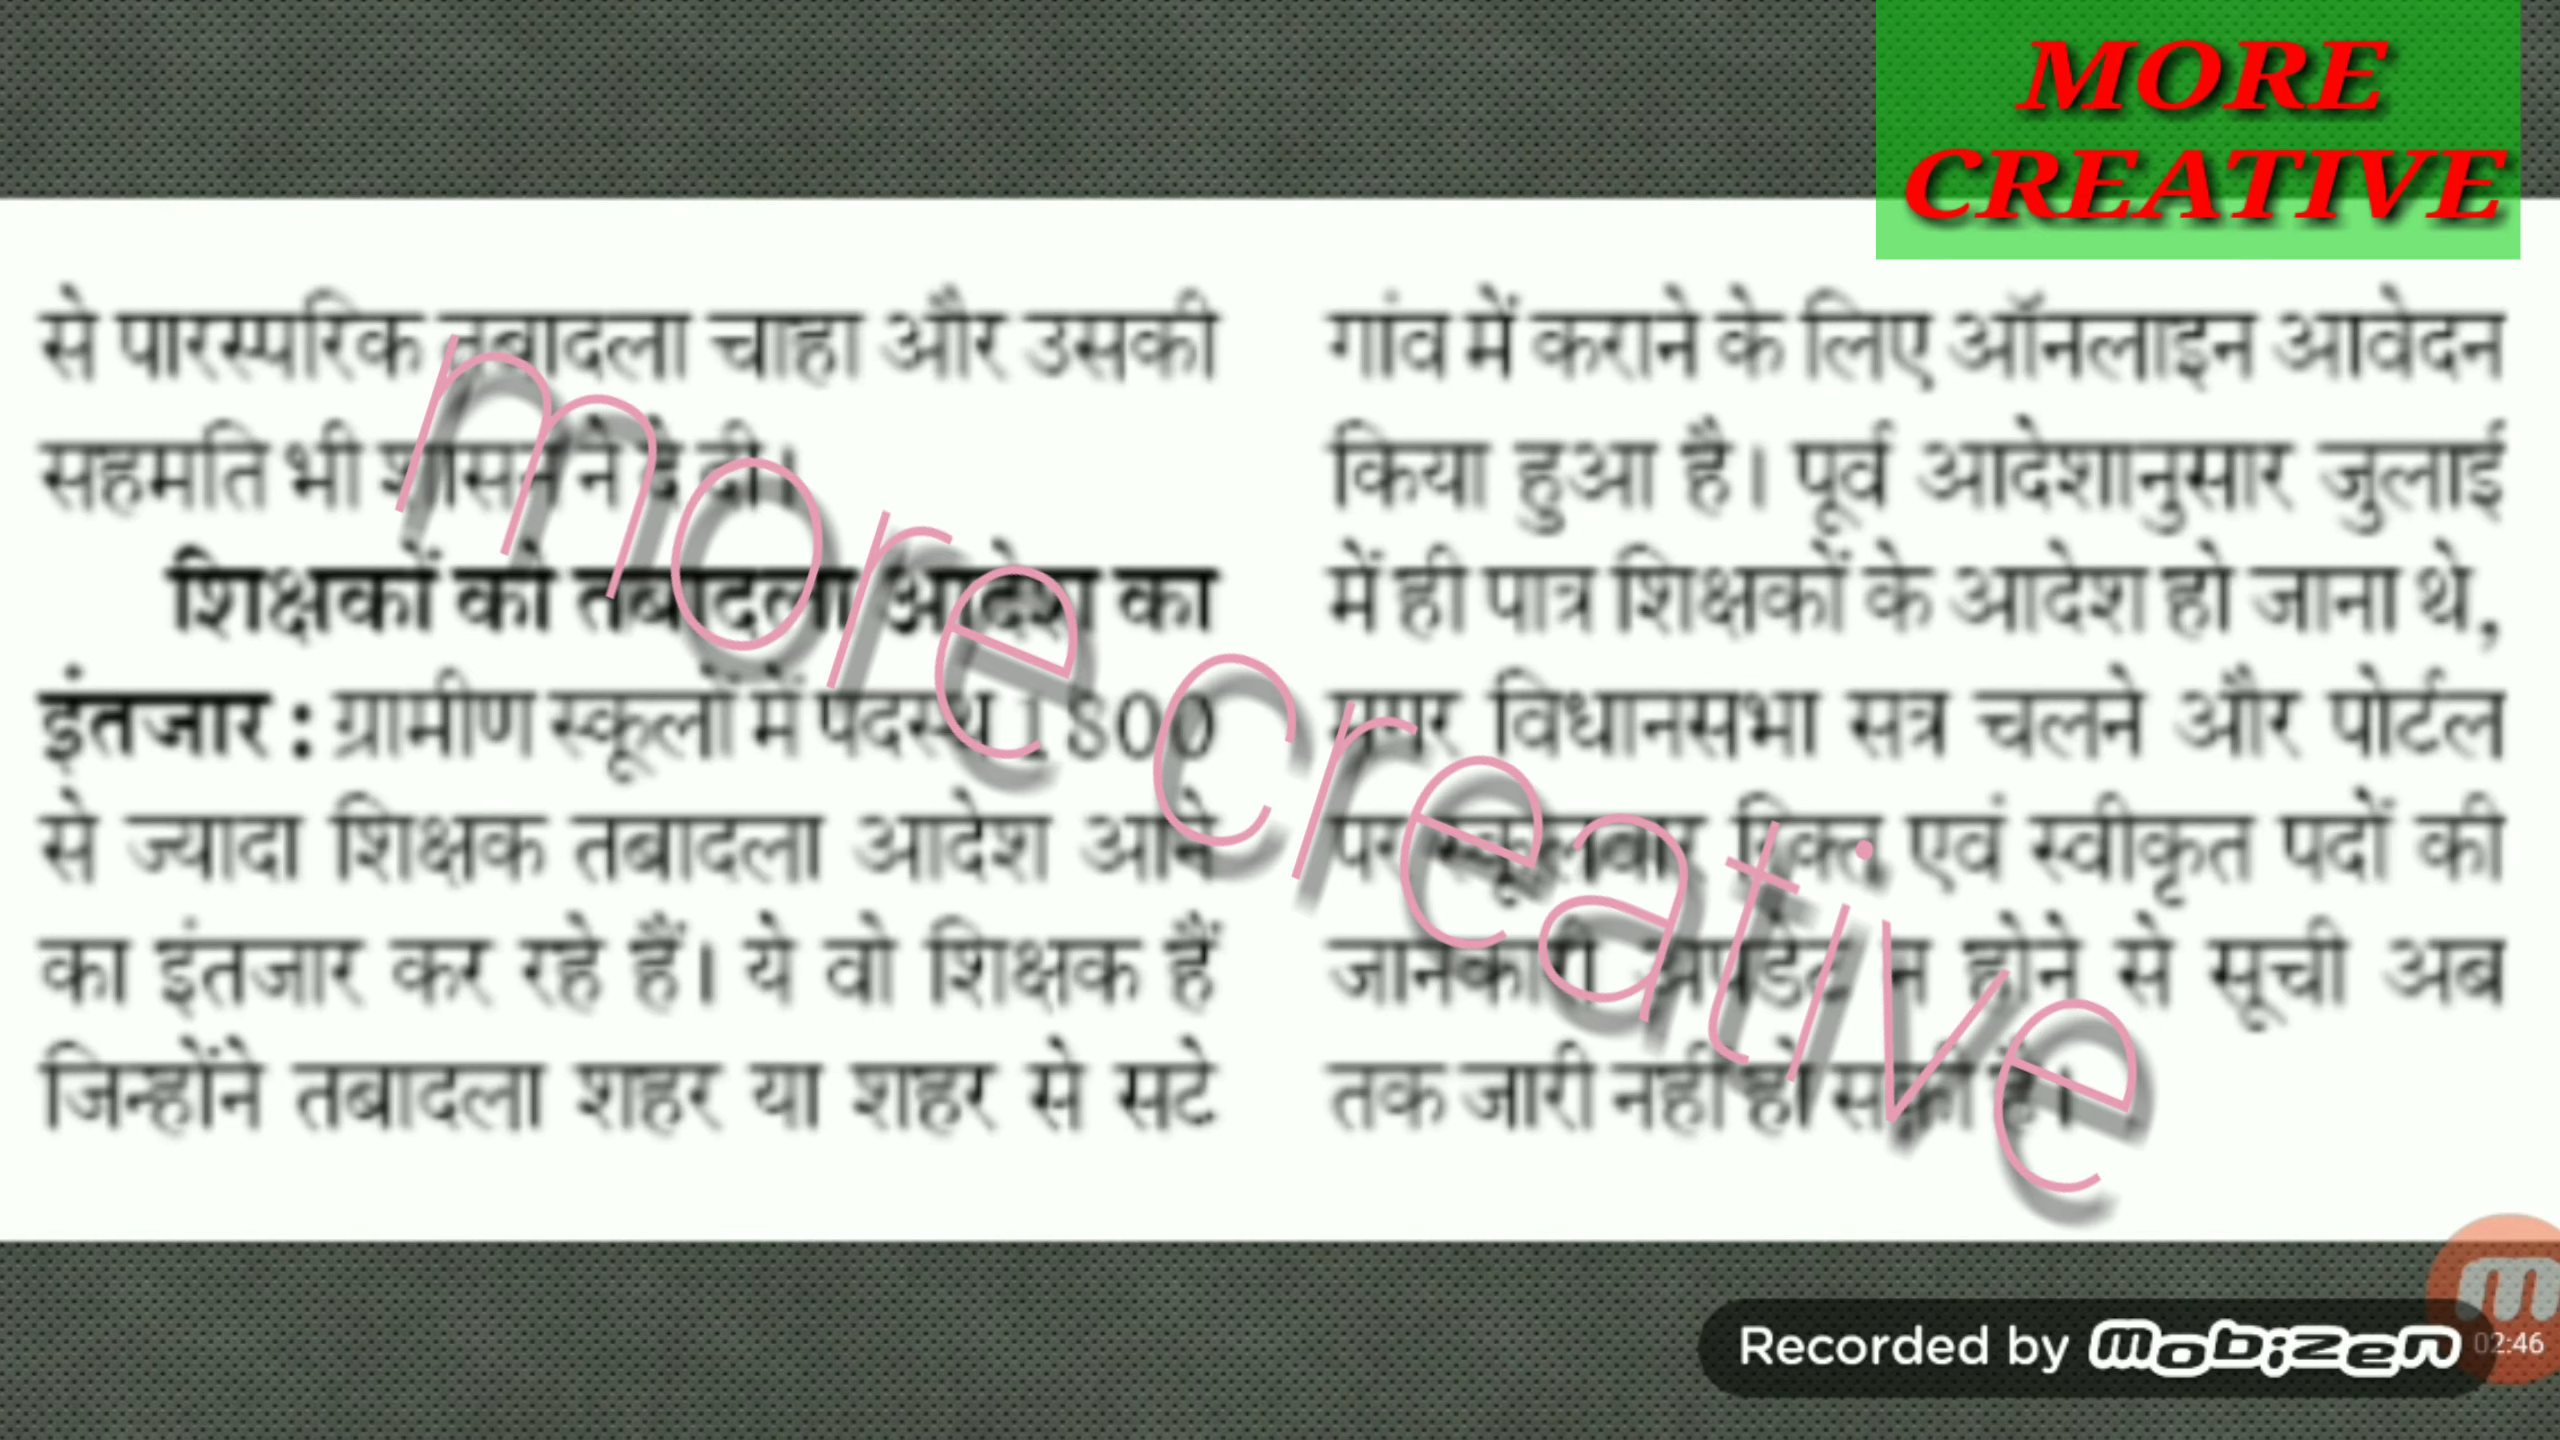 MORE
CREATIVE
से पारस्परिक तबादला चाहा और उसकी
सहमति भी शासन ने दे दी।
शिक्षकों को तबादला आदेश का
इंतजार : ग्रामीण स्कूलों में पदस्थ 1800
से ज्यादा शिक्षक तबादला आदेश आने
का इंतजार कर रहे हैं। ये वो शिक्षक हैं
जिन्होंने तबादला शहर या शहर से सटे
गांव में कराने के लिए ऑनलाइन आवेदन
किया हुआ है। पूर्व आदेशानुसार जुलाई
में ही पात्र शिक्षकों के आदेश हो जाना थे,
मगर विधानसभा सत्र चलने और पोर्टल
पर स्कूलवार रिक्त एवं स्वीकृत पदों की
जानकारी अपडेट न होने से सूची अब
तक जारी नहीं हो सकी है।
more creative
Recorded by mobizen 02:46